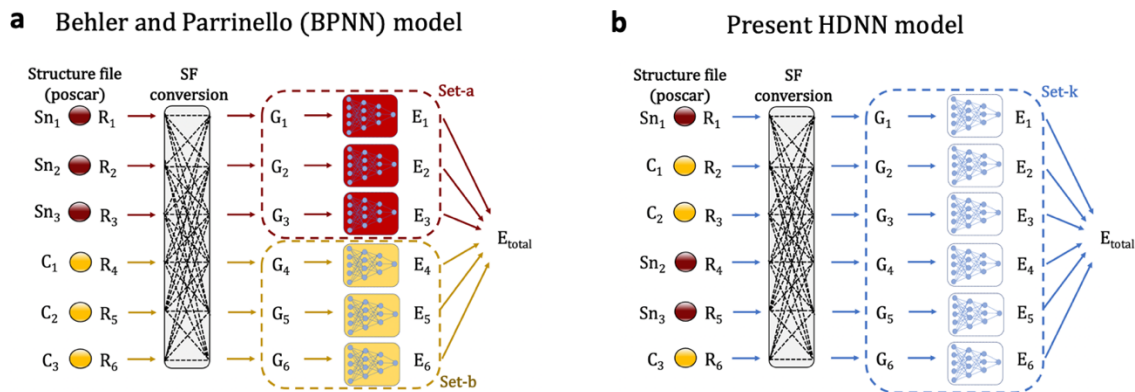 a
Behler and Parrinello (BPNN) model
Structure file
(poscar)
SF
conversion
Set-a
Sn₁ R₁ G₁ E₁
Sn₂ R₂ G₂ E₂
Sn₃ R₃ G₃ E₃
C₁ R₄ G₄ E₄
C₂ R₅ G₅ E₅
C₃ R₆ G₆ E₆
Set-b
E_total
b
Present HDNN model
Structure file
(poscar)
SF
conversion
Set-k
Sn₁ R₁ G₁ E₁
C₁ R₂ G₂ E₂
C₂ R₃ G₃ E₃
Sn₂ R₄ G₄ E₄
Sn₃ R₅ G₅ E₅
C₃ R₆ G₆ E₆
E_total